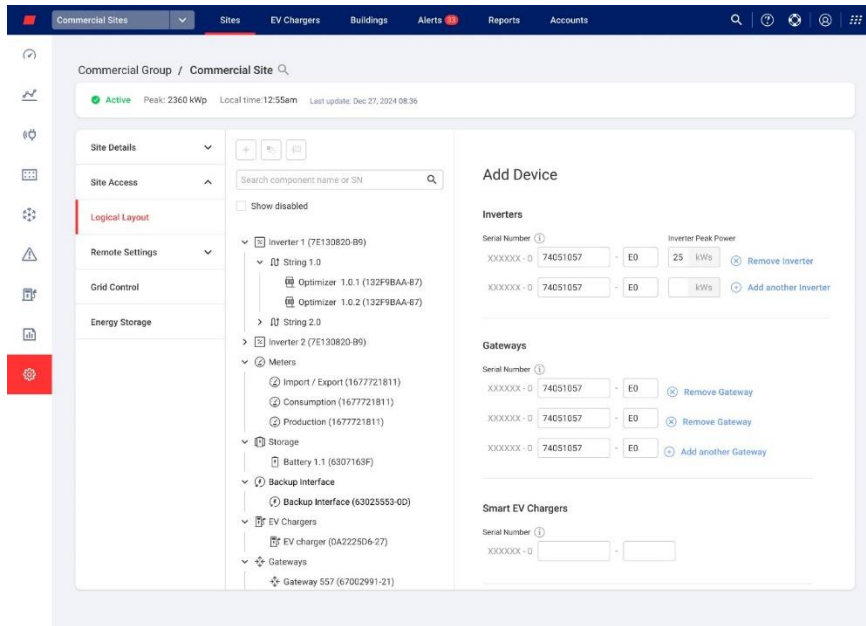 Commercial Sites
Sites EV Chargers Buildings Alerts 33 Reports Accounts
Commercial Group / Commercial Site
Active Peak: 2360 kWp Local time:12:55am Last update: Dec 27, 2024 08:36
Site Details
Site Access
Logical Layout
Remote Settings
Grid Control
Energy Storage
Search component name or SN
Show disabled
Inverter 1 (7E130820-B9)
String 1.0
Optimizer 1.0.1 (132F9BAA-87)
Optimizer 1.0.2 (132F9BAA-87)
String 2.0
Inverter 2 (7E130820-B9)
Meters
Import / Export (1677721811)
Consumption (1677721811)
Production (1677721811)
Storage
Battery 1.1 (6307163F)
Backup Interface
Backup Interface (63025553-0D)
EV Chargers
EV charger (0A2225D6-27)
Gateways
Gateway 557 (67002991-21)
Add Device
Inverters
Serial Number Inverter Peak Power
XXXXXX - 0 74051057 - E0 25 kWs Remove Inverter
XXXXXX - 0 74051057 - E0 kWs Add another Inverter
Gateways
Serial Number
XXXXXX - 0 74051057 - E0 Remove Gateway
XXXXXX - 0 74051057 - E0 Remove Gateway
XXXXXX - 0 74051057 - E0 Add another Gateway
Smart EV Chargers
Serial Number
XXXXXX - 0 -